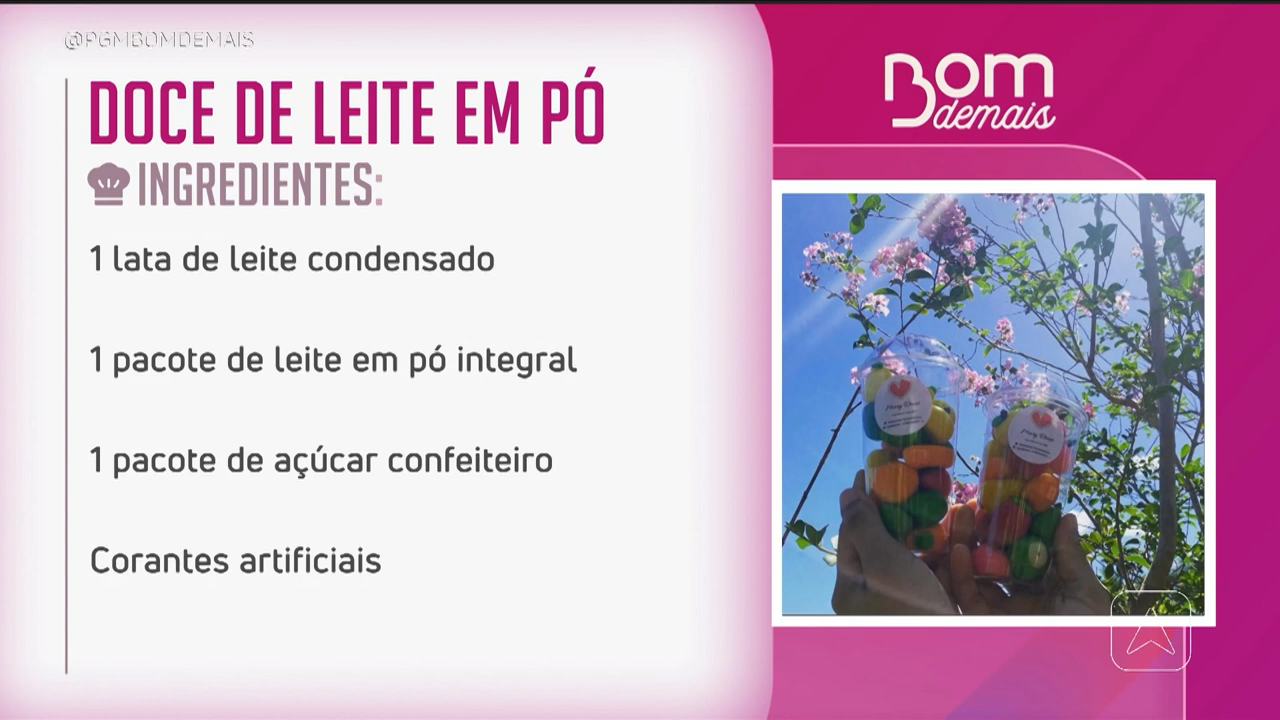 @PGMBOMDEMAIS
DOCE DE LEITE EM PÓ
INGREDIENTES:
1 lata de leite condensado
1 pacote de leite em pó integral
1 pacote de açúcar confeiteiro
Corantes artificiais
Bom
demais